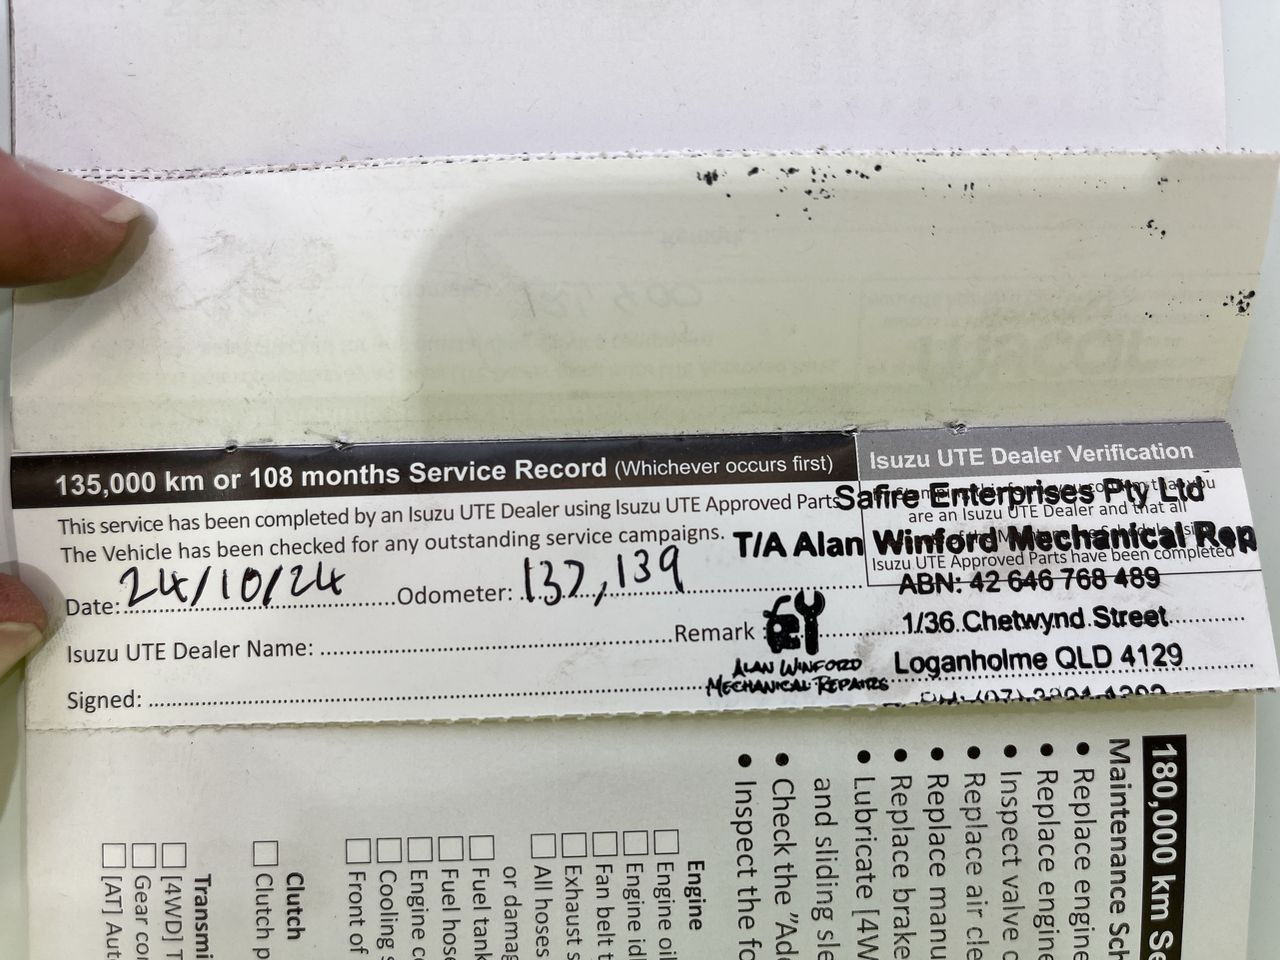 135,000 km or 108 months Service Record (Whichever occurs first)
Isuzu UTE Dealer Verification
This service has been completed by an Isuzu UTE Dealer using Isuzu UTE Approved Parts
The Vehicle has been checked for any outstanding service campaigns.
are an Isuzu UTE Dealer and that all
Isuzu UTE Approved Parts have been completed
Safire Enterprises Pty Ltd
T/A Alan Winford Mechanical Rep
ABN: 42 646 768 489
1/36 Chetwynd Street
Loganholme QLD 4129
Date: 24/10/24 Odometer: 137,139
Isuzu UTE Dealer Name: Remark
ALAN WINFORD
MECHANICAL REPAIRS
Signed:
180,000 km Se
Maintenance Sch
• Replace engine
• Replace engine
• Inspect valve c
• Replace air cle
• Replace manu
• Replace brake
• Lubricate [4W
and sliding sle
• Check the "Ad
• Inspect the fo
Engine
Engine oil
Engine idl
Fan belt t
Exhaust s
All hoses
or damag
Fuel tank
Fuel hose
Engine c
Cooling s
Front of
Clutch
Clutch p
Transmi
[4WD] T
Gear con
[AT] Aut